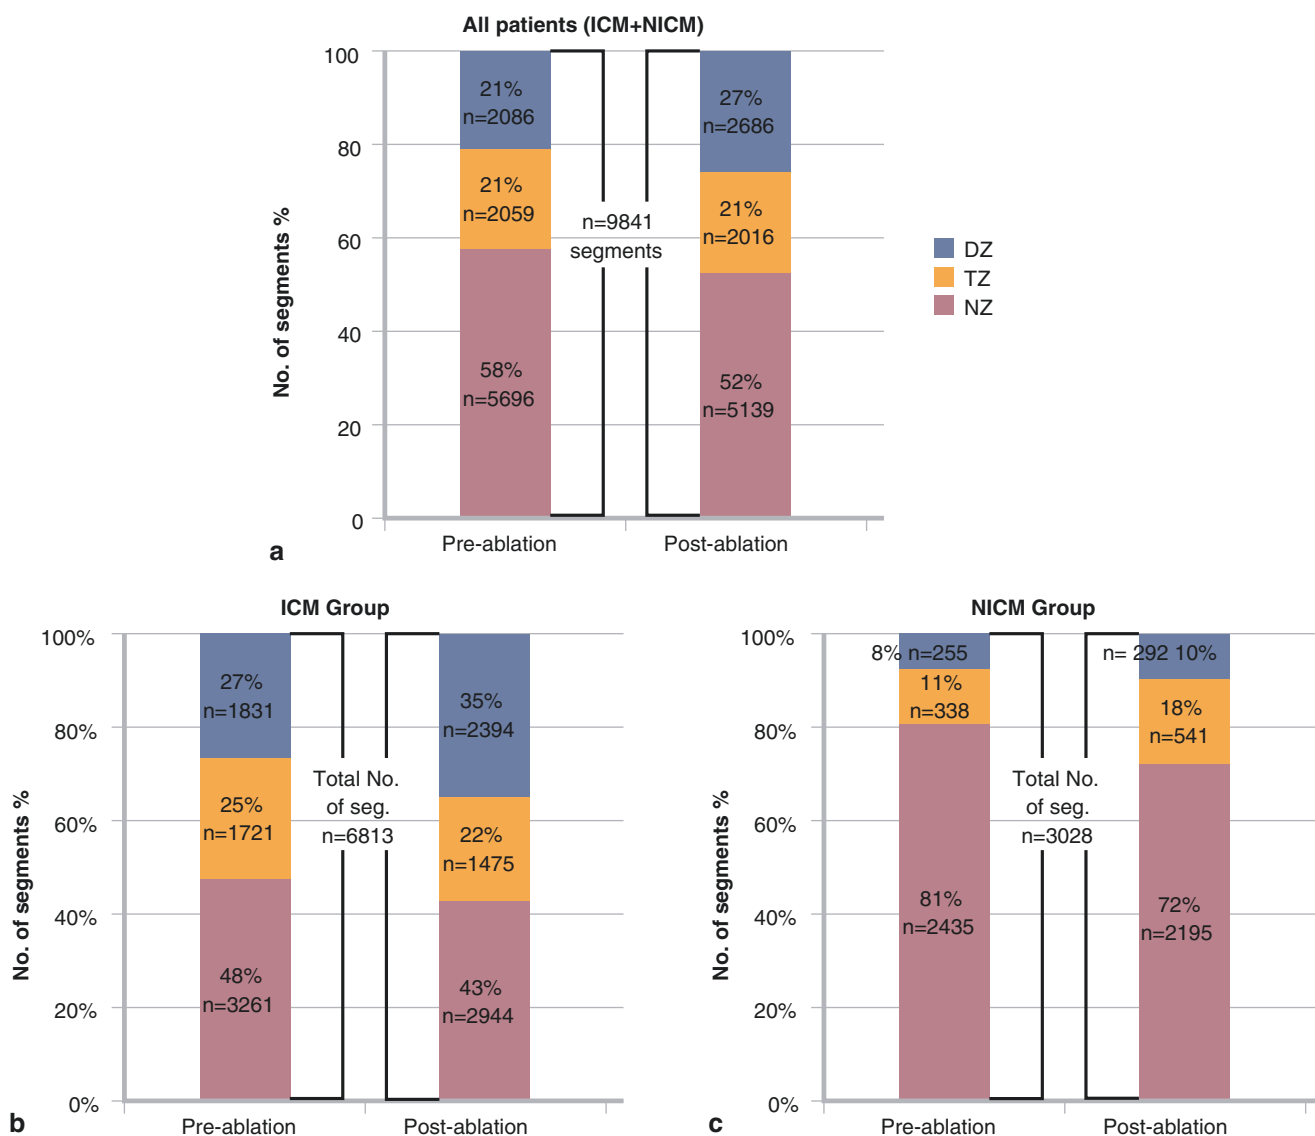 All patients (ICM+NICM)
No. of segments %
100
80
60
40
20
0
21%
n=2086
21%
n=2059
58%
n=5696
n=9841
segments
27%
n=2686
21%
n=2016
52%
n=5139
Pre-ablation
Post-ablation
DZ
TZ
NZ
a
ICM Group
No. of segments %
100%
80%
60%
40%
20%
0%
27%
n=1831
25%
n=1721
48%
n=3261
Total No.
of seg.
n=6813
35%
n=2394
22%
n=1475
43%
n=2944
Pre-ablation
Post-ablation
b
NICM Group
No. of segments %
100%
80%
60%
40%
20%
0%
8% n=255
11%
n=338
81%
n=2435
Total No.
of seg.
n=3028
n= 292 10%
18%
n=541
72%
n=2195
Pre-ablation
Post-ablation
c